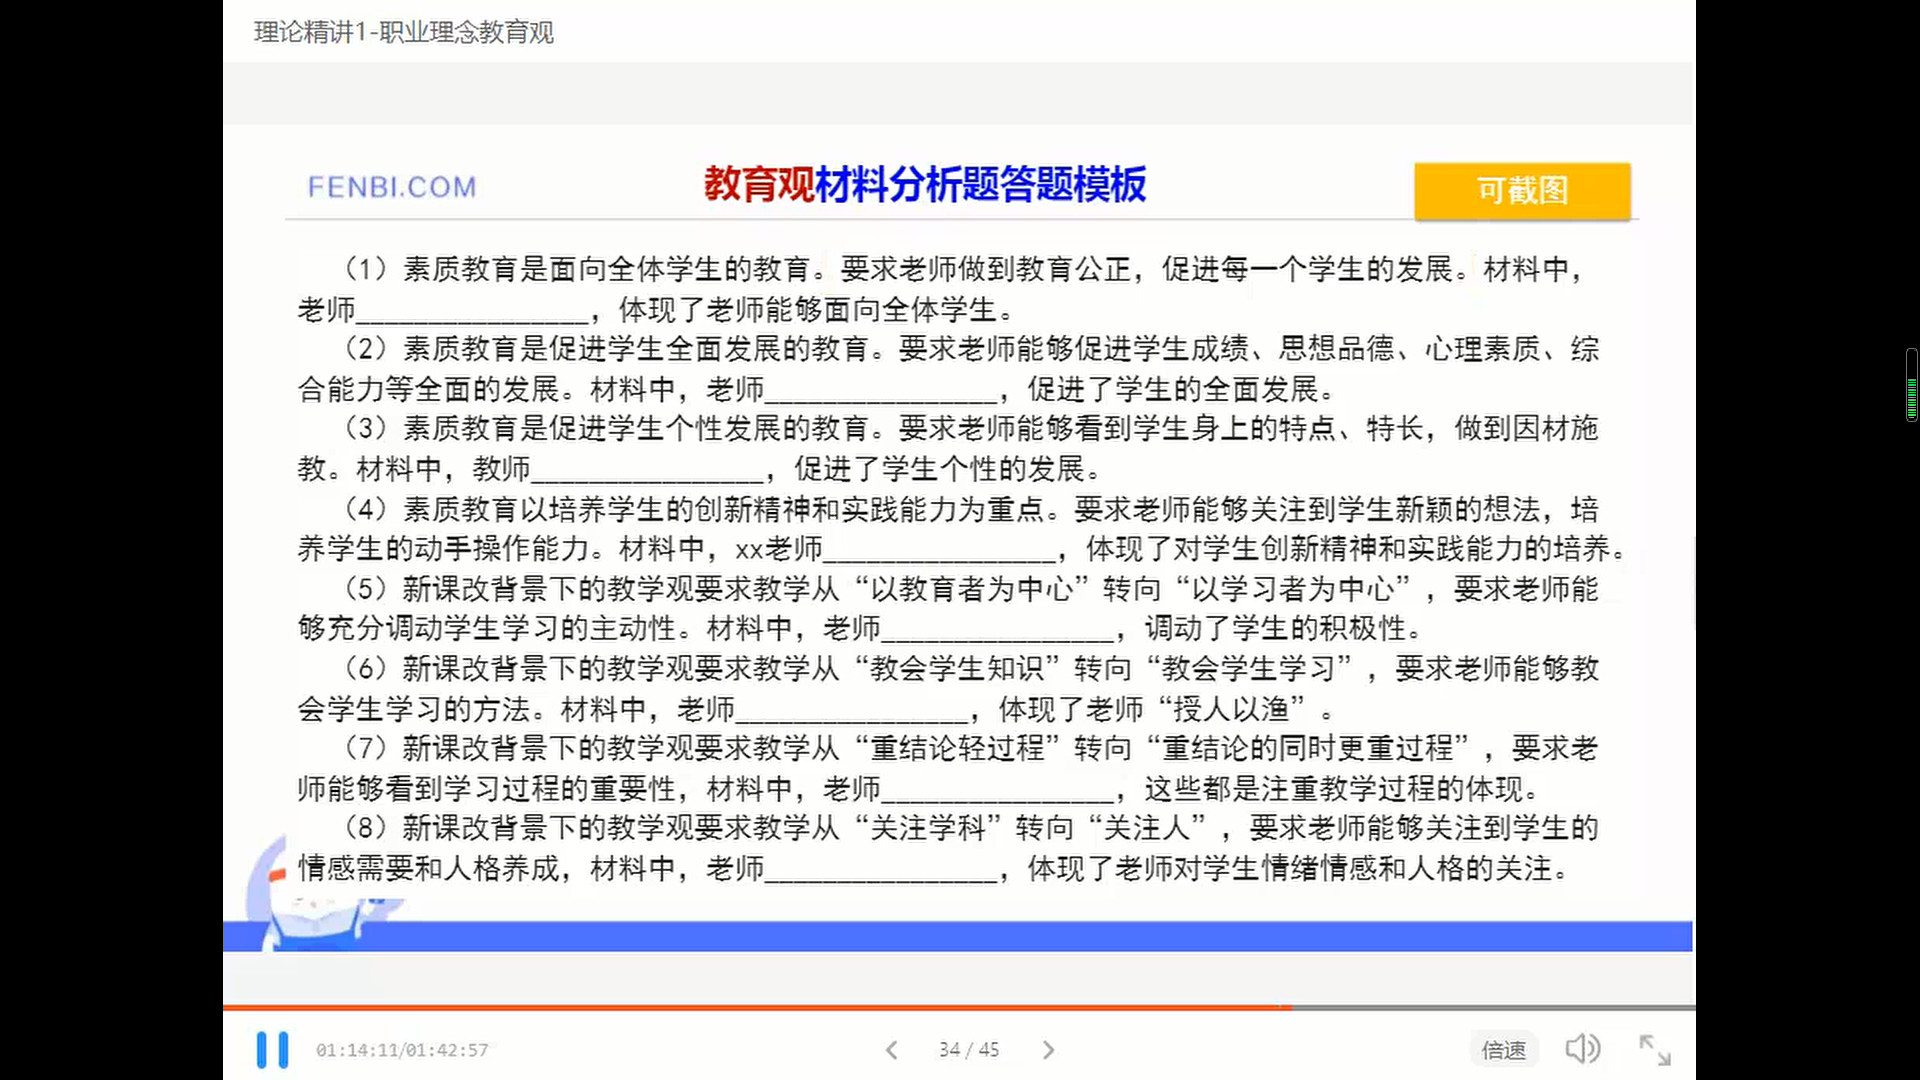 理论精讲1-职业理念教育观
FENBI.COM
教育观材料分析题答题模板
可截图
（1）素质教育是面向全体学生的教育。要求老师做到教育公正，促进每一个学生的发展。材料中，
老师________________，体现了老师能够面向全体学生。
（2）素质教育是促进学生全面发展的教育。要求老师能够促进学生成绩、思想品德、心理素质、综
合能力等全面的发展。材料中，老师________________，促进了学生的全面发展。
（3）素质教育是促进学生个性发展的教育。要求老师能够看到学生身上的特点、特长，做到因材施
教。材料中，教师________________，促进了学生个性的发展。
（4）素质教育以培养学生的创新精神和实践能力为重点。要求老师能够关注到学生新颖的想法，培
养学生的动手操作能力。材料中，xx老师________________，体现了对学生创新精神和实践能力的培养。
（5）新课改背景下的教学观要求教学从“以教育者为中心”转向“以学习者为中心”，要求老师能
够充分调动学生学习的主动性。材料中，老师________________，调动了学生的积极性。
（6）新课改背景下的教学观要求教学从“教会学生知识”转向“教会学生学习”，要求老师能够教
会学生学习的方法。材料中，老师________________，体现了老师“授人以渔”。
（7）新课改背景下的教学观要求教学从“重结论轻过程”转向“重结论的同时更重过程”，要求老
师能够看到学习过程的重要性，材料中，老师________________，这些都是注重教学过程的体现。
（8）新课改背景下的教学观要求教学从“关注学科”转向“关注人”，要求老师能够关注到学生的
情感需要和人格养成，材料中，老师________________，体现了老师对学生情绪情感和人格的关注。
01:14:11/01:42:57
34 / 45
倍速